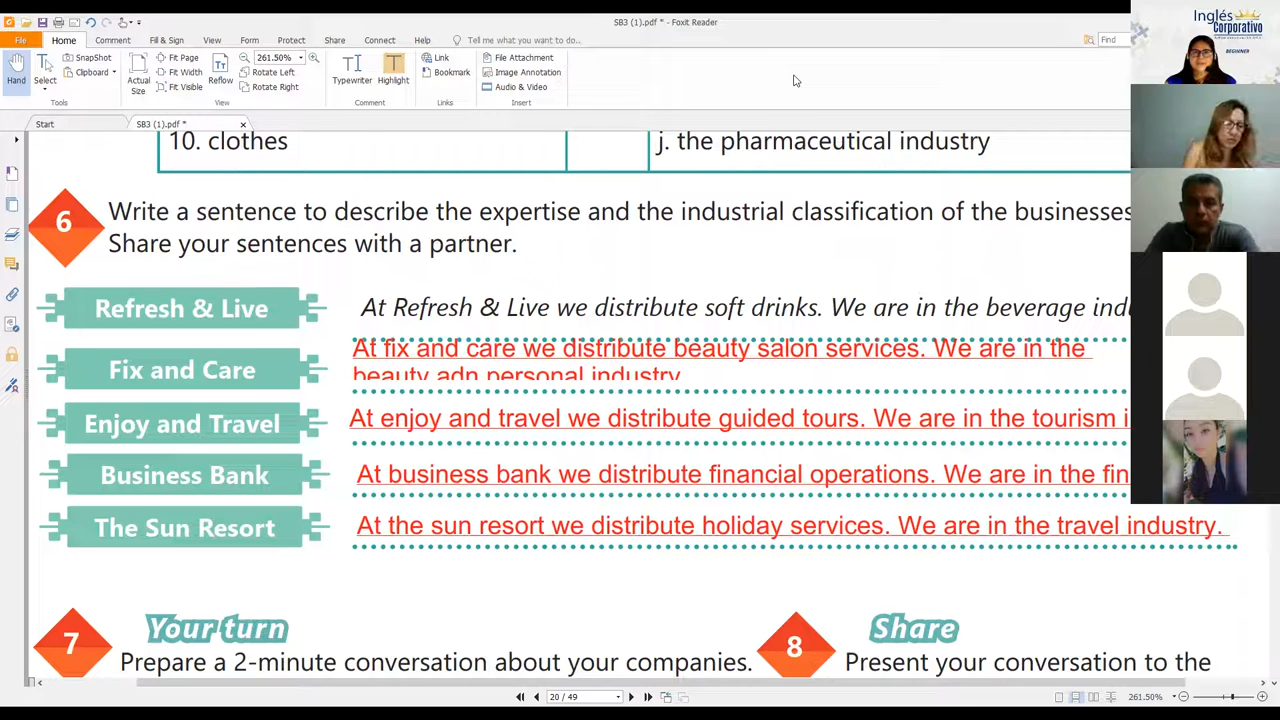 SB3 (1).pdf * - Foxit Reader
File Home Comment Fill & Sign View Form Protect Share Connect Help Tell me what you want to do... Find
Hand Select SnapShot Clipboard Actual Size Fit Page Fit Width Fit Visible Reflow 261.50% Rotate Left Rotate Right Typewriter Highlight Link Bookmark File Attachment Image Annotation Audio & Video
Tools View Comment Links Insert
Start SB3 (1).pdf *
Inglés
Corporativo
BEGINNER
10. clothes j. the pharmaceutical industry
6 Write a sentence to describe the expertise and the industrial classification of the businesses
Share your sentences with a partner.
Refresh & Live At Refresh & Live we distribute soft drinks. We are in the beverage ind
Fix and Care At fix and care we distribute beauty salon services. We are in the
beauty adn personal industry
Enjoy and Travel At enjoy and travel we distribute guided tours. We are in the tourism i
Business Bank At business bank we distribute financial operations. We are in the fin
The Sun Resort At the sun resort we distribute holiday services. We are in the travel industry.
7 Your turn
Prepare a 2-minute conversation about your companies.
8 Share
Present your conversation to the
20 / 49 261.50%